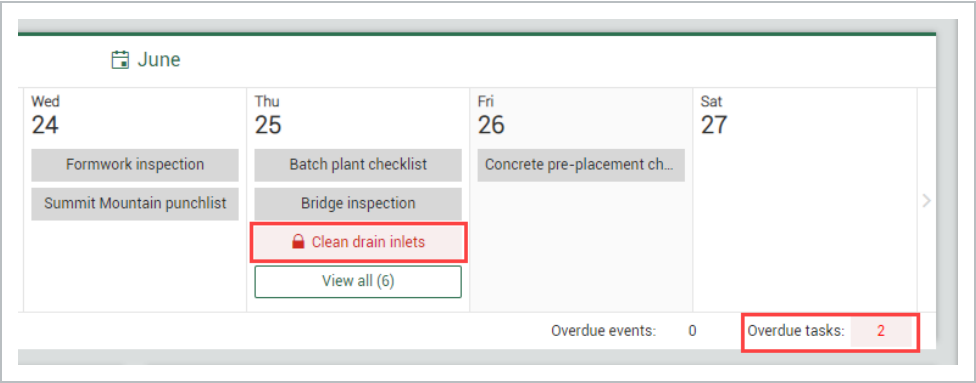 June
Wed
24
Formwork inspection
Summit Mountain punchlist
Thu
25
Batch plant checklist
Bridge inspection
Clean drain inlets
View all (6)
Fri
26
Concrete pre-placement ch...
Sat
27
Overdue events: 0 Overdue tasks: 2